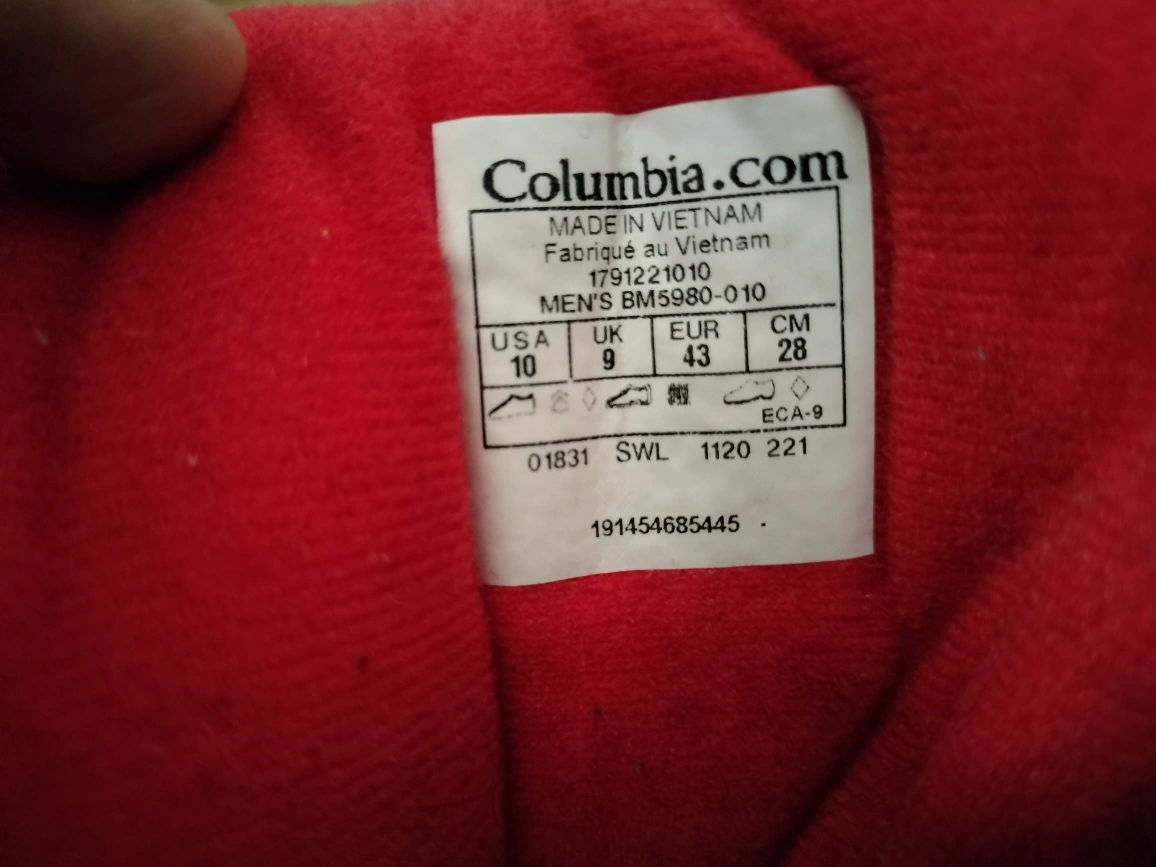 Columbia.com
MADE IN VIETNAM
Fabriqué au Vietnam
1791221010
MEN'S BM5980-010
USA UK EUR CM
10 9 43 28
ECA-9
01831 SWL 1120 221
191454685445